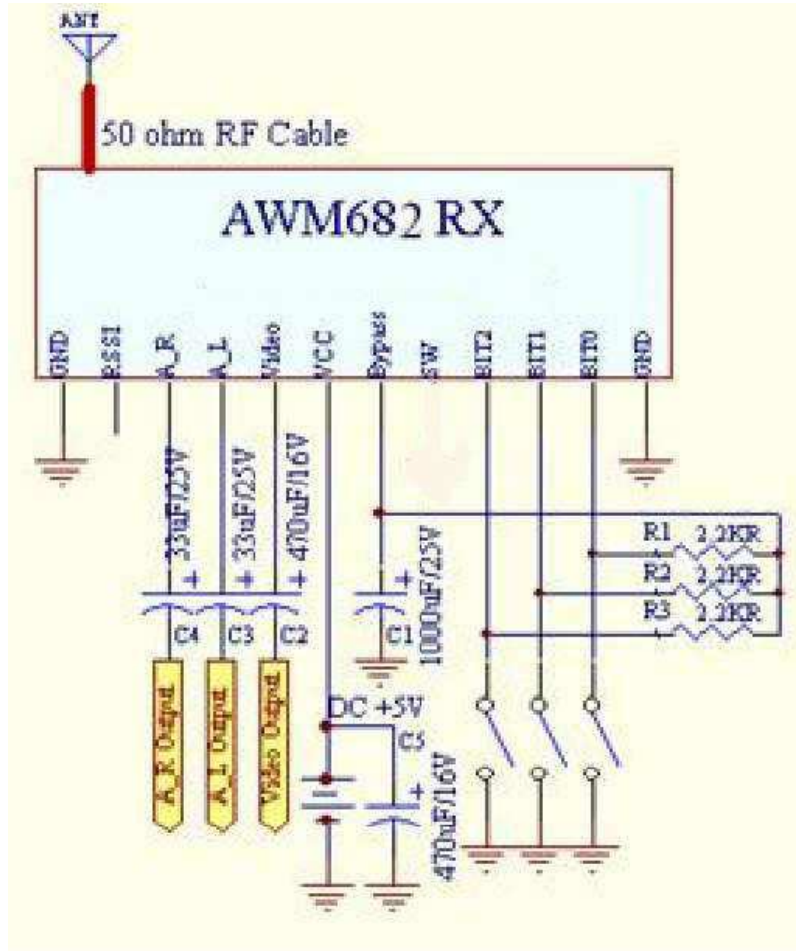 ANT
50 ohm RF Cable
AWM682 RX
GND
RSSI
A_R
A_L
Video
VCC
Bypass
SW
BIT2
BIT1
BIT0
GND
33uF/25V
33uF/25V
470uF/16V
1000uF/25V
R1 2.2KR
R2 2.2KR
R3 2.2KR
C4
C3
C2
C1
A_R Output
A_L Output
Video Output
DC +5V
C5
470uF/16V